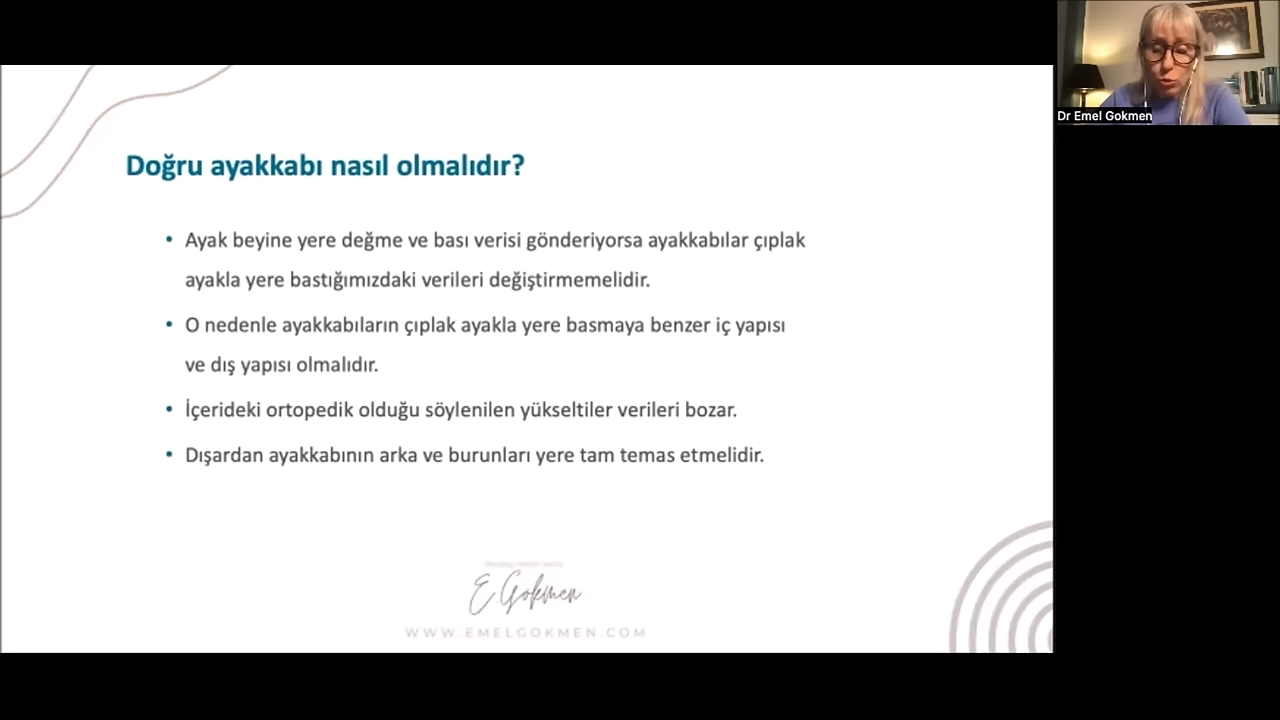 Dr Emel Gokmen
Doğru ayakkabı nasıl olmalıdır?
• Ayak beyine yere değme ve bası verisi gönderiyorsa ayakkabılar çıplak
ayakla yere bastığımızdaki verileri değiştirmemelidir.
• O nedenle ayakkabıların çıplak ayakla yere basmaya benzer iç yapısı
ve dış yapısı olmalıdır.
• İçerideki ortopedik olduğu söylenilen yükseltiler verileri bozar.
• Dışardan ayakkabının arka ve burunları yere tam temas etmelidir.
E Gokmen
WWW.EMELGOKMEN.COM